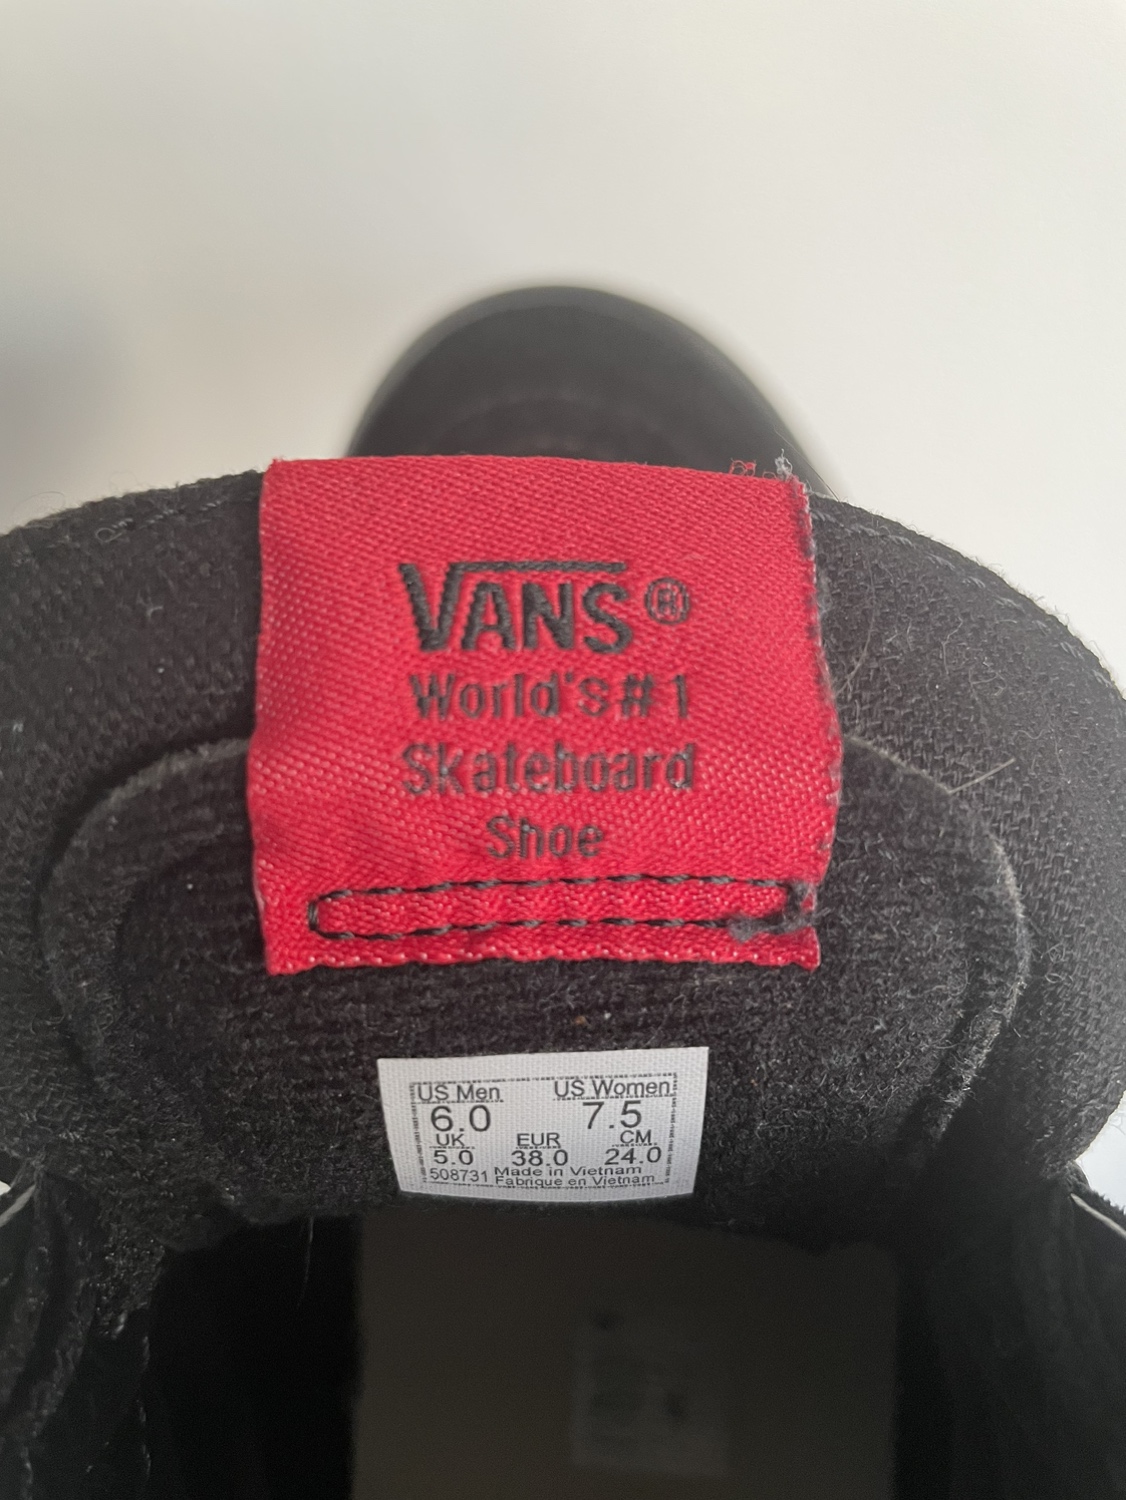 VANS®
World's #1
Skateboard
Shoe
US Men US Women
6.0 7.5
UK EUR CM
5.0 38.0 24.0
508731 Made in Vietnam
Fabrique en Vietnam